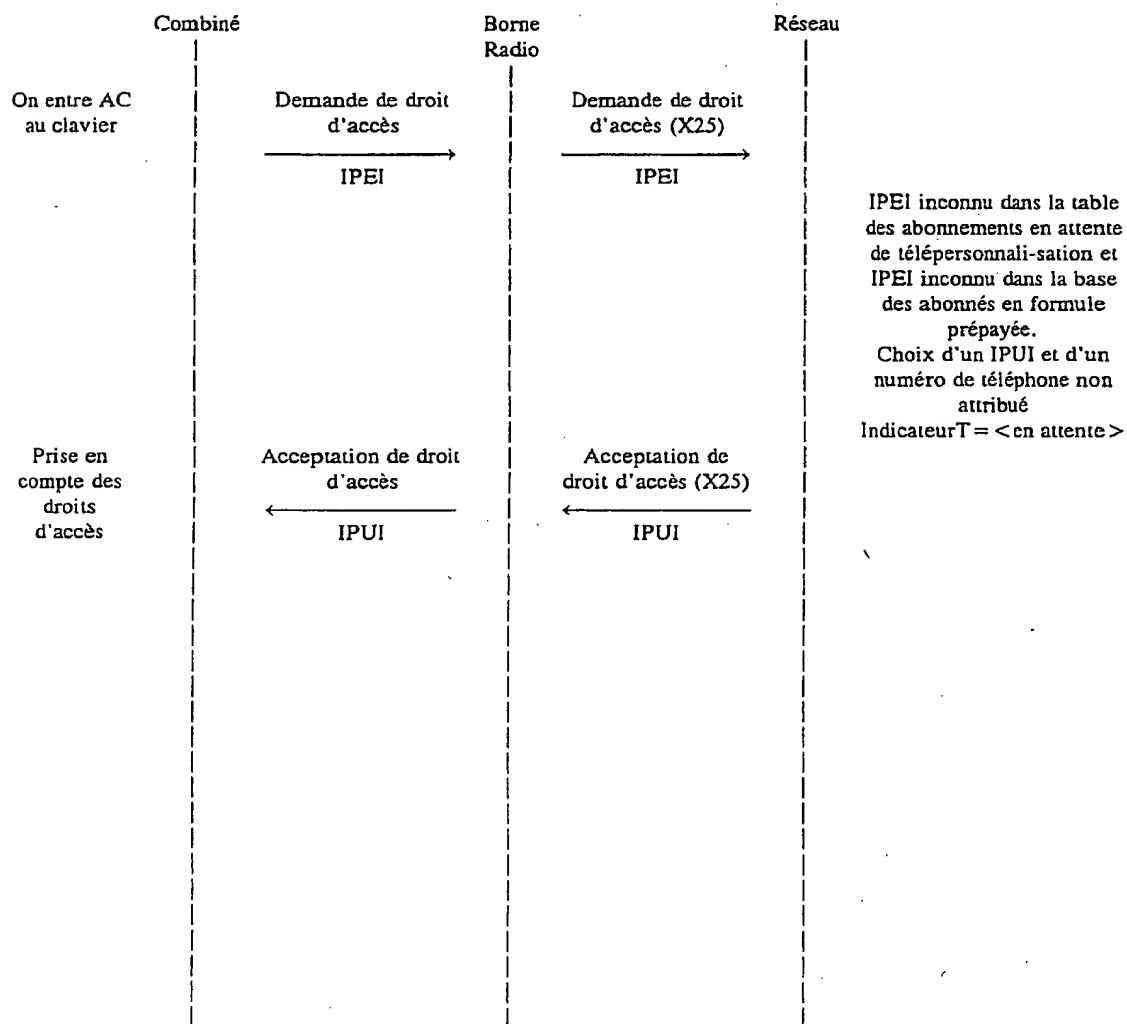 Combiné
Borne
Radio
Réseau
On entre AC
au clavier
Demande de droit
d'accès
IPEI
Demande de droit
d'accès (X25)
IPEI
IPEI inconnu dans la table
des abonnements en attente
de télépersonnali-sation et
IPEI inconnu dans la base
des abonnés en formule
prépayée.
Choix d'un IPUI et d'un
numéro de téléphone non
attribué
IndicateurT = <en attente>
Prise en
compte des
droits
d'accès
Acceptation de droit
d'accès
IPUI
Acceptation de
droit d'accès (X25)
IPUI